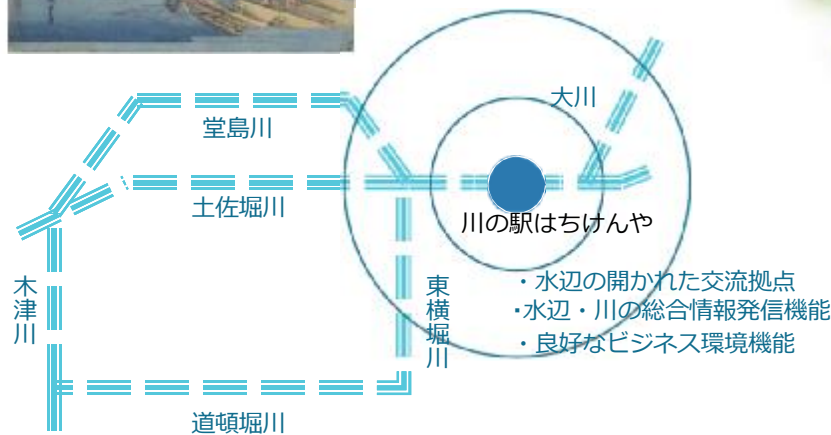 大川
堂島川
土佐堀川
川の駅はちけんや
木津川
東横堀川
・水辺の開かれた交流拠点
・水辺・川の総合情報発信機能
・良好なビジネス環境機能
道頓堀川